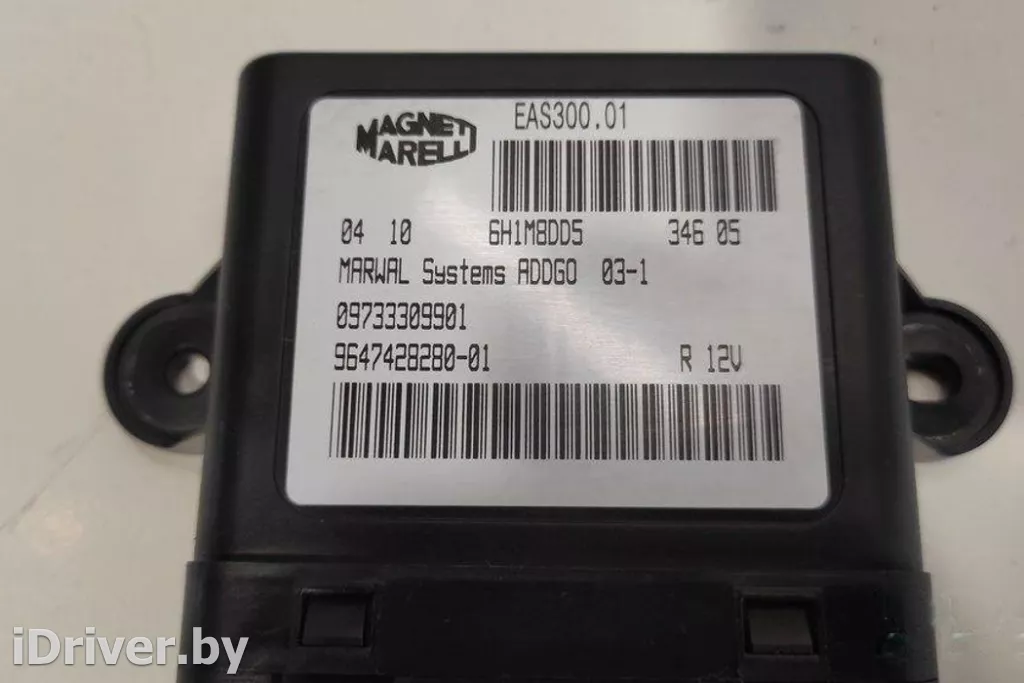 MAGNETI
MARELLI
EAS300.01
04 10 6H1M8DD5 346 05
MARWAL Systems ADDGO 03-1
09733309901
9647428280-01 R 12V
iDriver.by